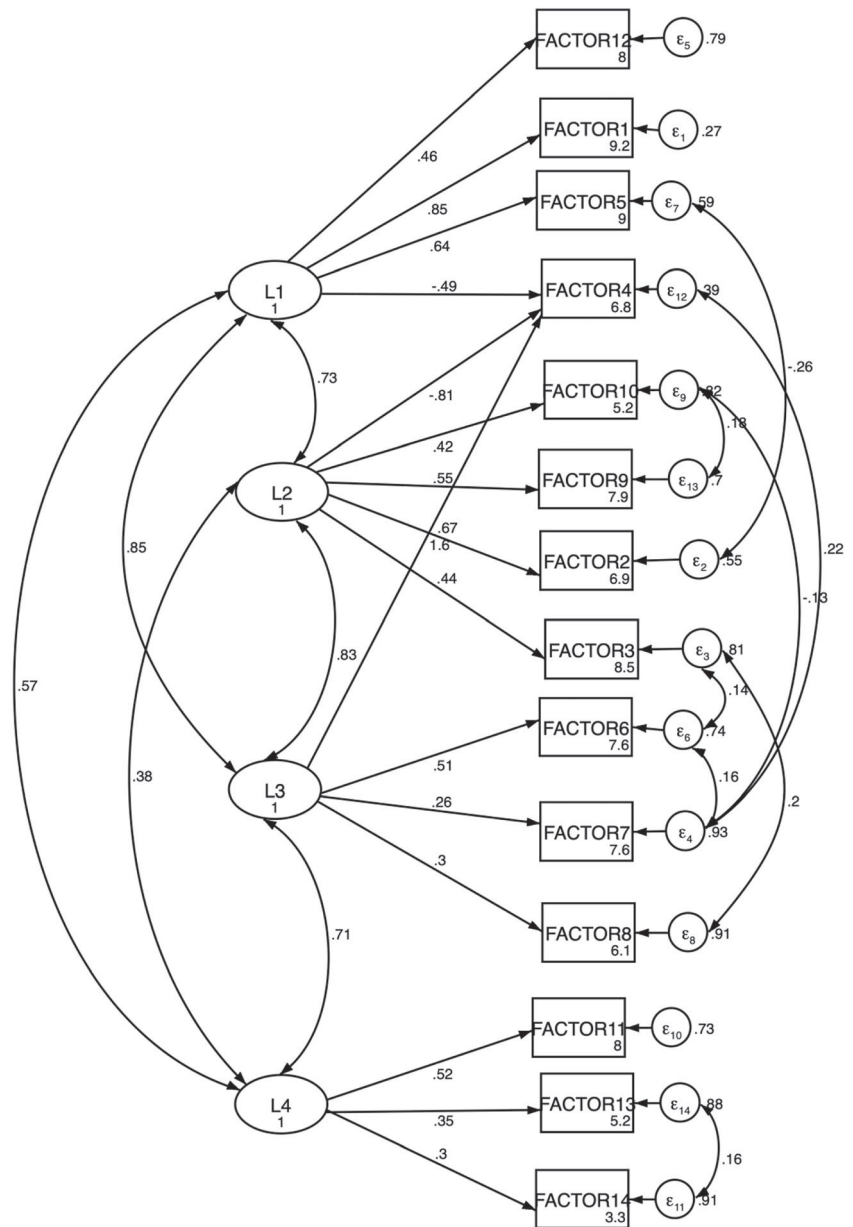 FACTOR12
8
ε5 .79
.46
FACTOR1
9.2
ε1 .27
.85
FACTOR5
9
ε7 .59
.64
L1
1
-.49
FACTOR4
6.8
ε12 .39
.73
-.81
FACTOR10
5.2
ε9
-.26
.18
.42
FACTOR9
7.9
ε13 .7
L2
1
.55
.67
1.6
FACTOR2
6.9
ε2 .55
.22
.85
.44
-.13
FACTOR3
8.5
ε3 .81
.83
.14
.57
FACTOR6
7.6
ε6 .74
.51
.16
.38
L3
1
.26
FACTOR7
7.6
ε4 .93
.2
.3
FACTOR8
6.1
ε8 .91
.71
FACTOR11
8
ε10 .73
.52
L4
1
.35
FACTOR13
5.2
ε14 .88
.3
.16
FACTOR14
3.3
ε11 .91